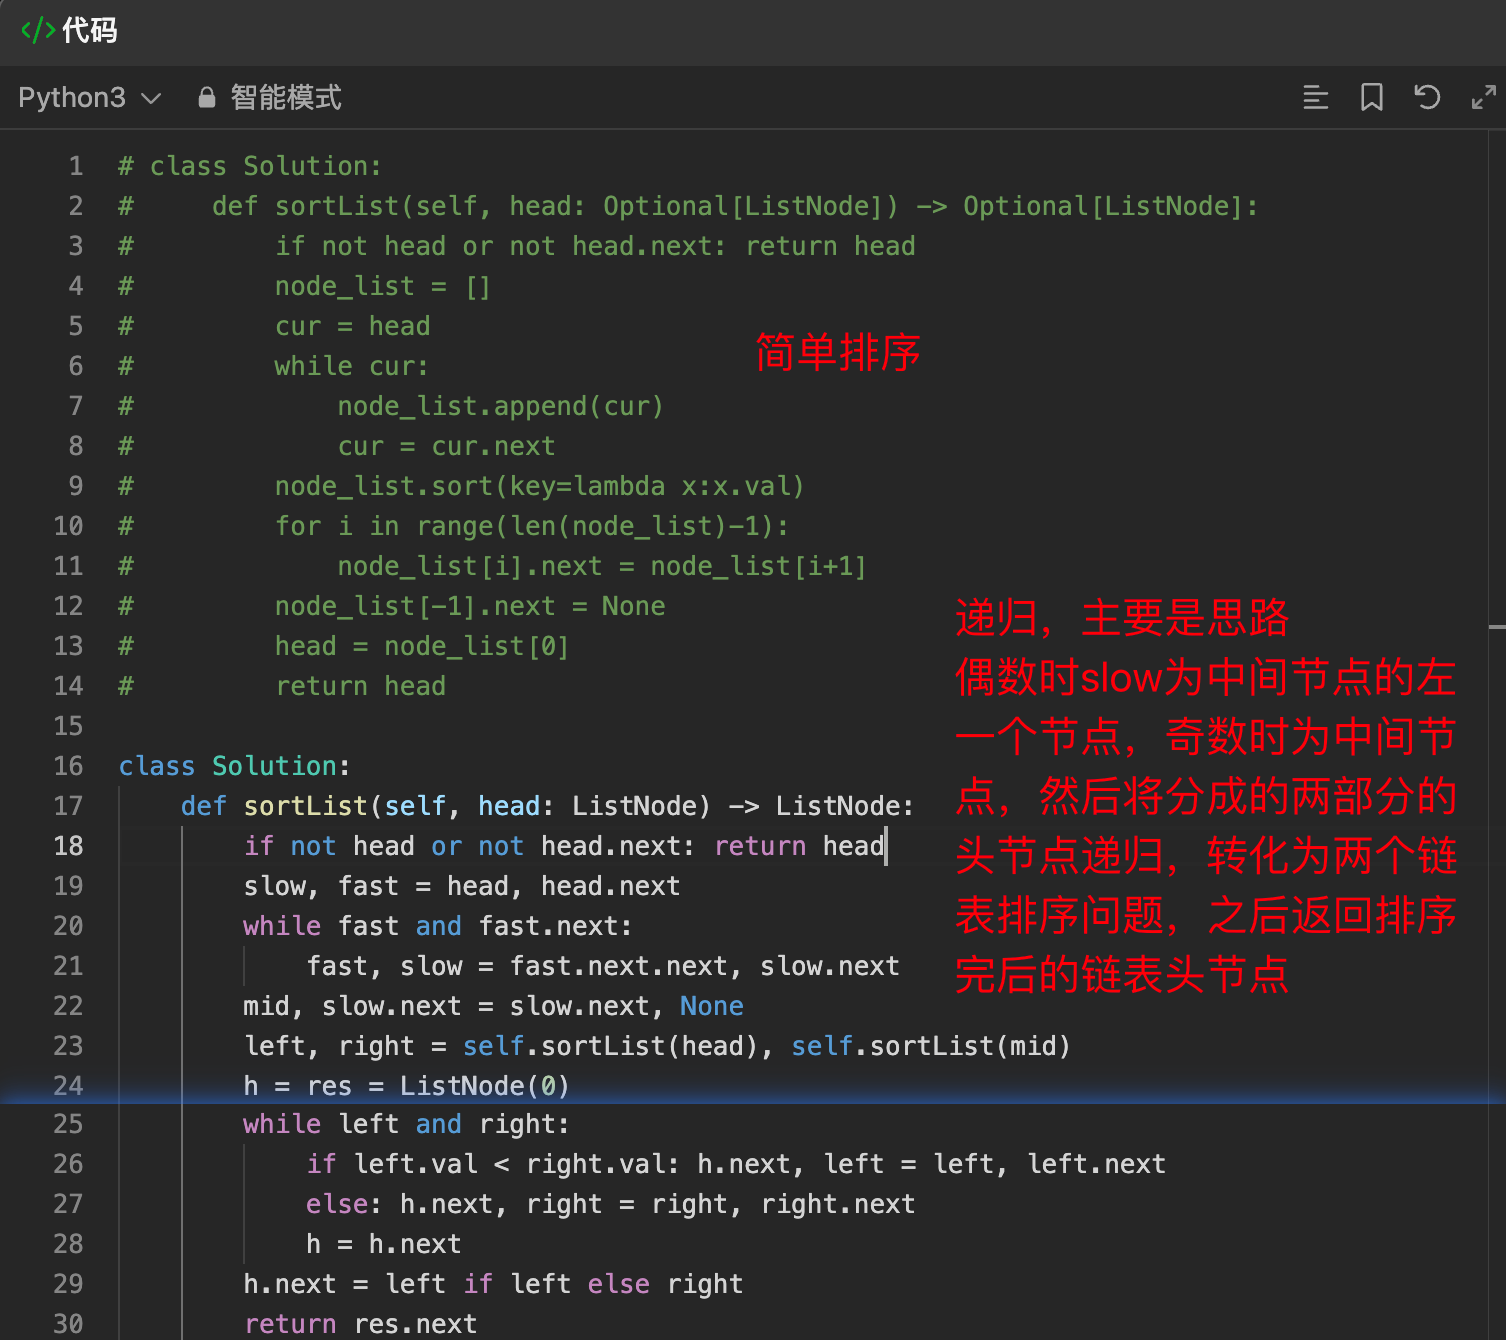 </> 代码
Python3 智能模式
1 # class Solution:
2 #     def sortList(self, head: Optional[ListNode]) -> Optional[ListNode]:
3 #         if not head or not head.next: return head
4 #         node_list = []
5 #         cur = head
6 #         while cur:
简单排序
7 #             node_list.append(cur)
8 #             cur = cur.next
9 #         node_list.sort(key=lambda x:x.val)
10 #         for i in range(len(node_list)-1):
11 #             node_list[i].next = node_list[i+1]
12 #         node_list[-1].next = None
13 #         head = node_list[0]
14 #         return head
15
16 class Solution:
17     def sortList(self, head: ListNode) -> ListNode:
18         if not head or not head.next: return head
19         slow, fast = head, head.next
20         while fast and fast.next:
21             fast, slow = fast.next.next, slow.next
22         mid, slow.next = slow.next, None
23         left, right = self.sortList(head), self.sortList(mid)
24         h = res = ListNode(0)
25         while left and right:
26             if left.val < right.val: h.next, left = left, left.next
27             else: h.next, right = right, right.next
28             h = h.next
29         h.next = left if left else right
30         return res.next
递归，主要是思路
偶数时slow为中间节点的左
一个节点，奇数时为中间节
点，然后将分成的两部分的
头节点递归，转化为两个链
表排序问题，之后返回排序
完后的链表头节点